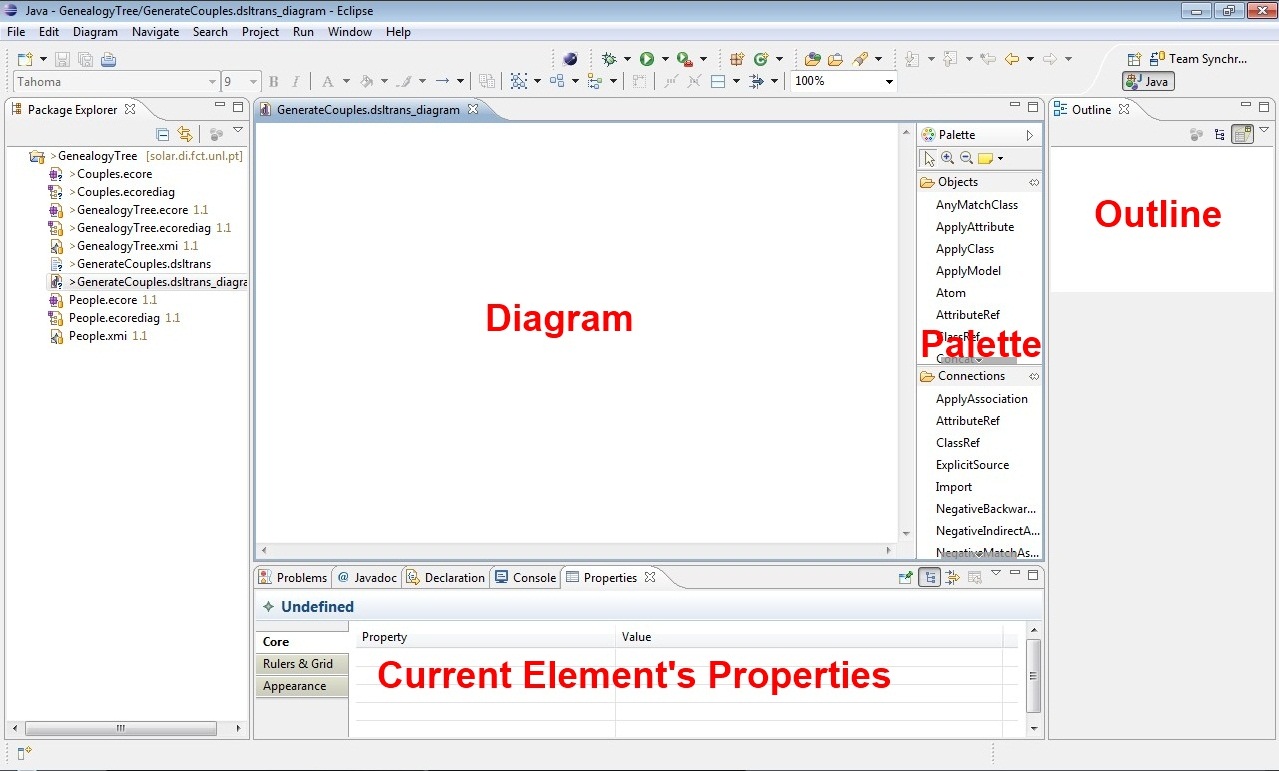 Java - GenealogyTree/GenerateCouples.dsltrans_diagram - Eclipse
File Edit Diagram Navigate Search Project Run Window Help
Team Synchr...
Tahoma 9 B I A 100% Java
Package Explorer
>GenealogyTree [solar.di.fct.unl.pt]
>Couples.ecore
>Couples.ecorediag
>GenealogyTree.ecore 1.1
>GenealogyTree.ecorediag 1.1
>GenealogyTree.xmi 1.1
>GenerateCouples.dsltrans
>GenerateCouples.dsltrans_diagra
People.ecore 1.1
People.ecorediag 1.1
People.xmi 1.1
GenerateCouples.dsltrans_diagram
Diagram
Palette
Objects
AnyMatchClass
ApplyAttribute
ApplyClass
ApplyModel
Atom
AttributeRef
ClassRef
Palette
Concat
Connections
ApplyAssociation
AttributeRef
ClassRef
ExplicitSource
Import
NegativeBackwar...
NegativeIndirectA...
NegativeMatchAs...
Outline
Outline
Problems @ Javadoc Declaration Console Properties
Undefined
Core
Rulers & Grid
Appearance
Property Value
Current Element's Properties